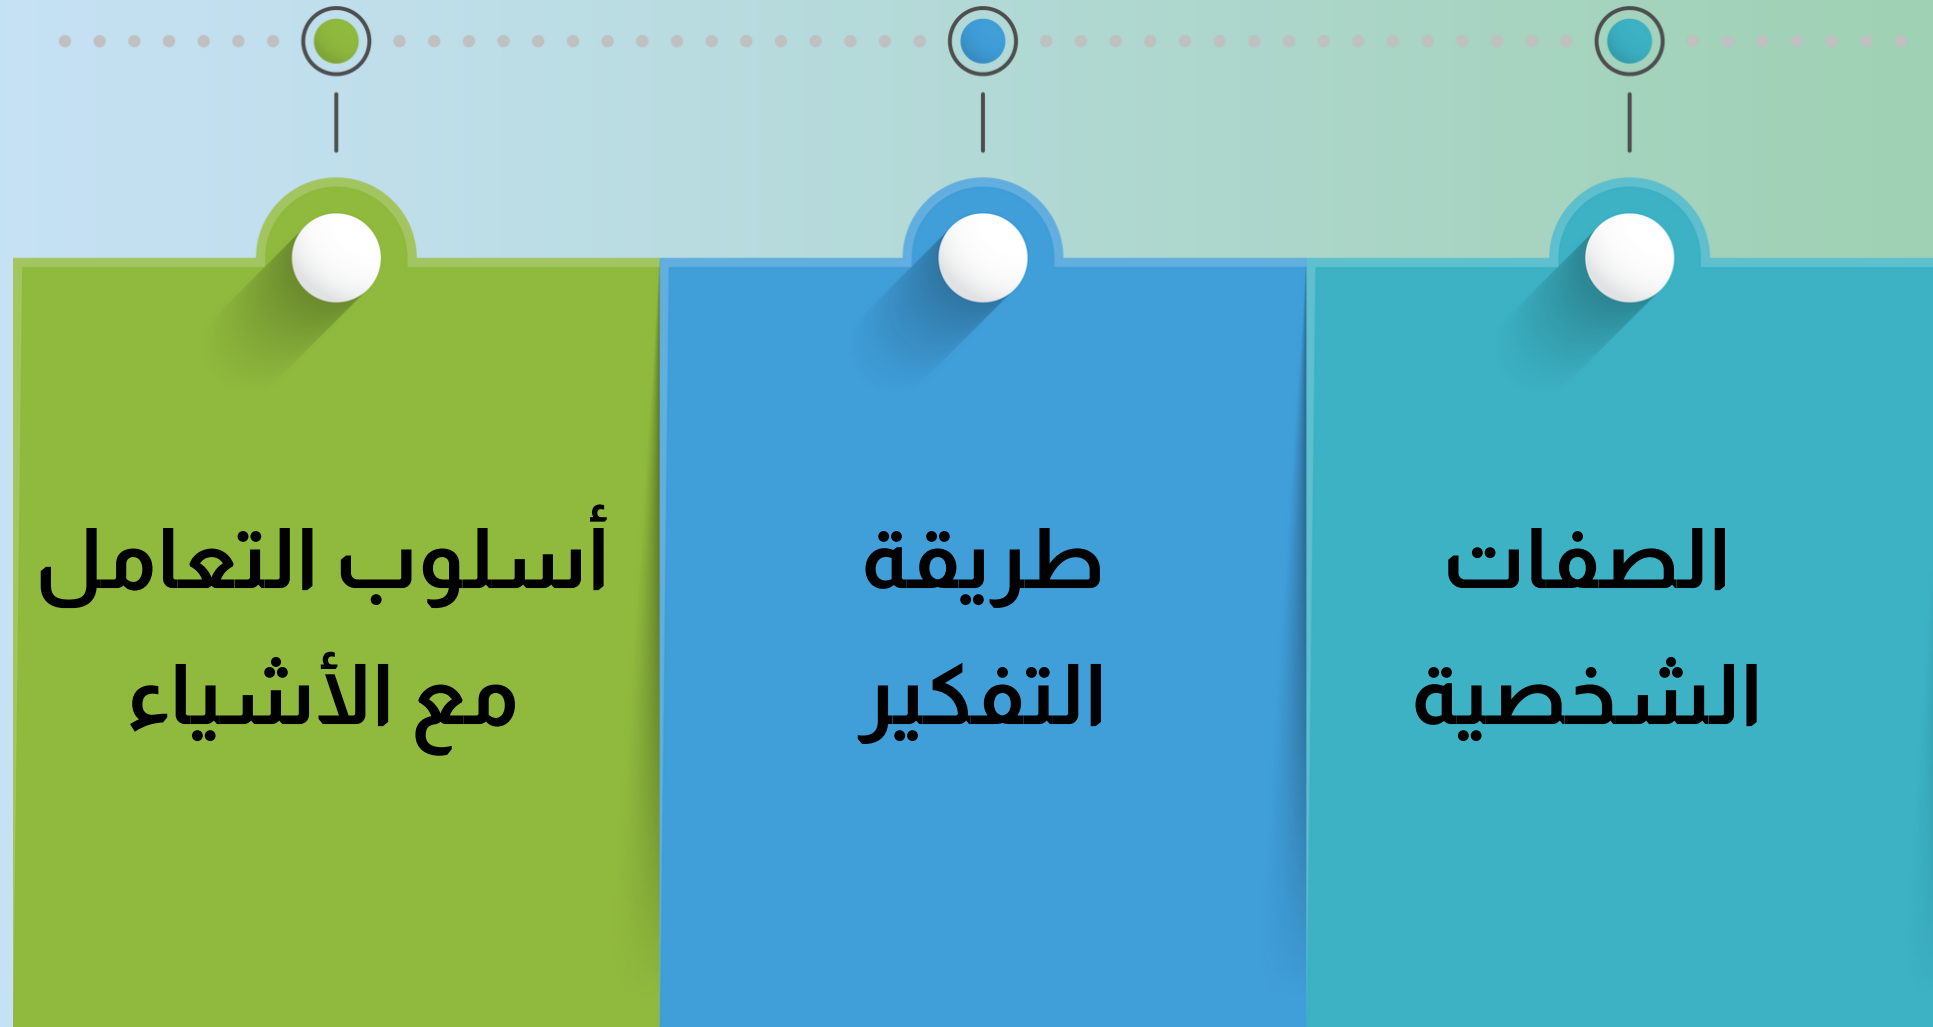 الصفات
الشخصية
طريقة
التفكير
أسلوب التعامل
مع الأشياء